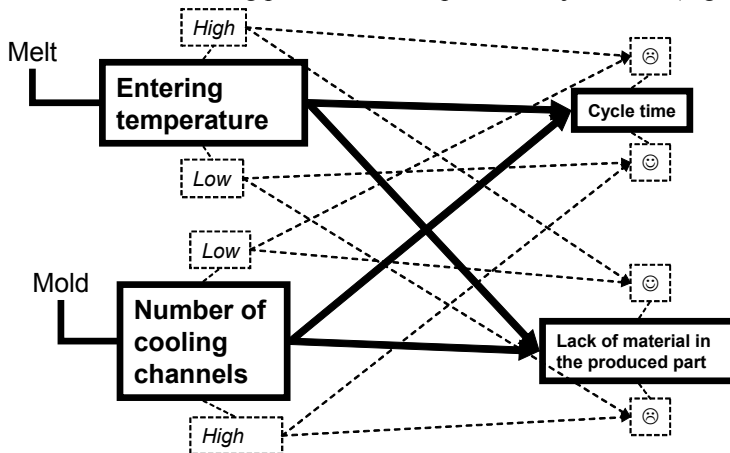 High
Melt
Entering
temperature
☹
Cycle time
Low
☺
Low
Mold
Number of
cooling
channels
☺
Lack of material in
the produced part
High
☹